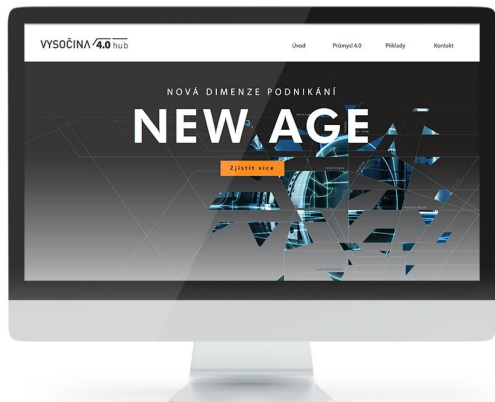 VYSOČINA 4.0 hub
Úvod Průmysl 4.0 Příklady Kontakt
NOVÁ DIMENZE PODNIKÁNÍ
NEW AGE
Zjistit více